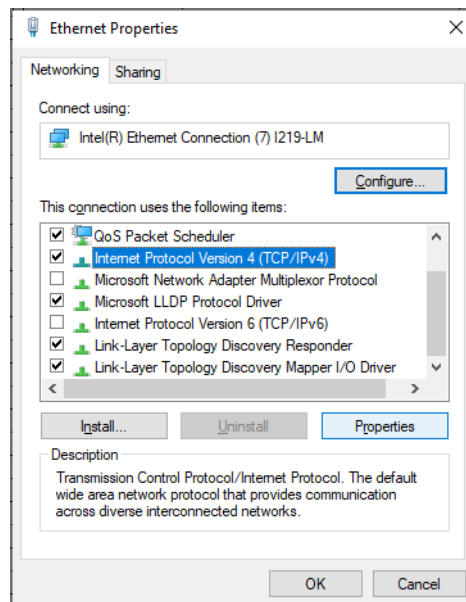 Ethernet Properties
Networking Sharing
Connect using:
Intel(R) Ethernet Connection (7) I219-LM
Configure...
This connection uses the following items:
QoS Packet Scheduler
Internet Protocol Version 4 (TCP/IPv4)
Microsoft Network Adapter Multiplexor Protocol
Microsoft LLDP Protocol Driver
Internet Protocol Version 6 (TCP/IPv6)
Link-Layer Topology Discovery Responder
Link-Layer Topology Discovery Mapper I/O Driver
Install... Uninstall Properties
Description
Transmission Control Protocol/Internet Protocol. The default
wide area network protocol that provides communication
across diverse interconnected networks.
OK Cancel